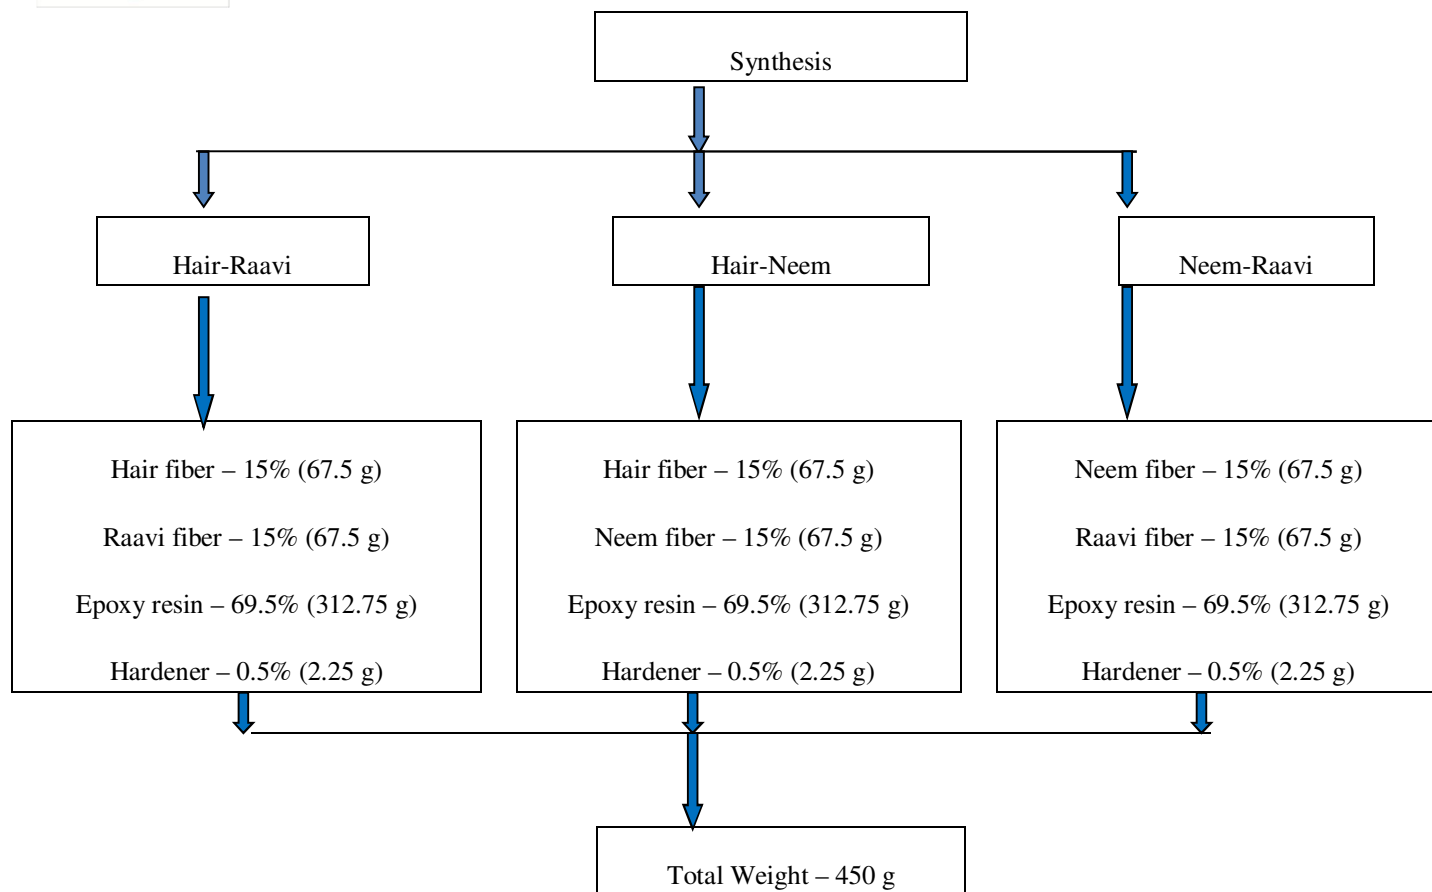 Synthesis
Hair-Raavi
Hair-Neem
Neem-Raavi
Hair fiber – 15% (67.5 g)
Raavi fiber – 15% (67.5 g)
Epoxy resin – 69.5% (312.75 g)
Hardener – 0.5% (2.25 g)
Hair fiber – 15% (67.5 g)
Neem fiber – 15% (67.5 g)
Epoxy resin – 69.5% (312.75 g)
Hardener – 0.5% (2.25 g)
Neem fiber – 15% (67.5 g)
Raavi fiber – 15% (67.5 g)
Epoxy resin – 69.5% (312.75 g)
Hardener – 0.5% (2.25 g)
Total Weight – 450 g